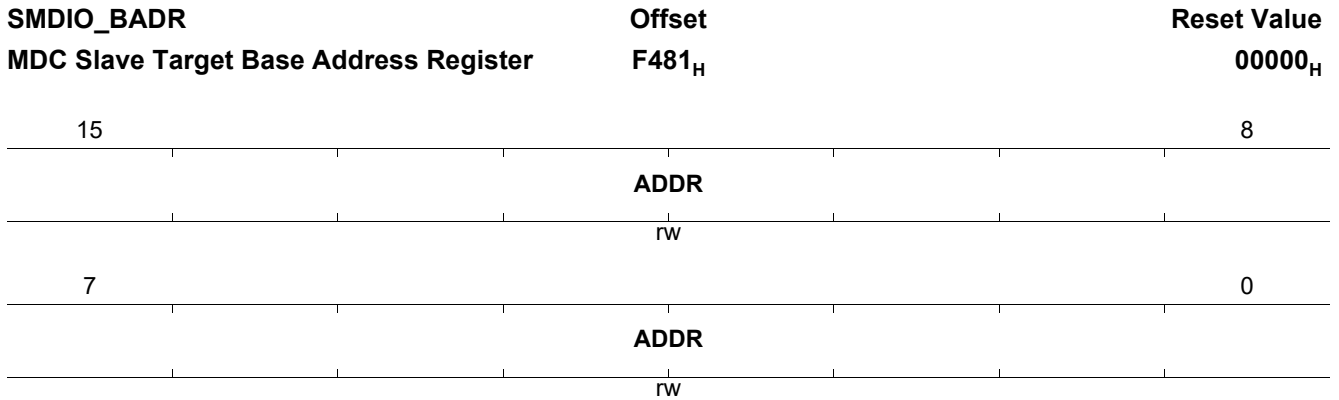 SMDIO_BADR Offset Reset Value
MDC Slave Target Base Address Register F481H 00000H
15 8
ADDR
rw
7 0
ADDR
rw